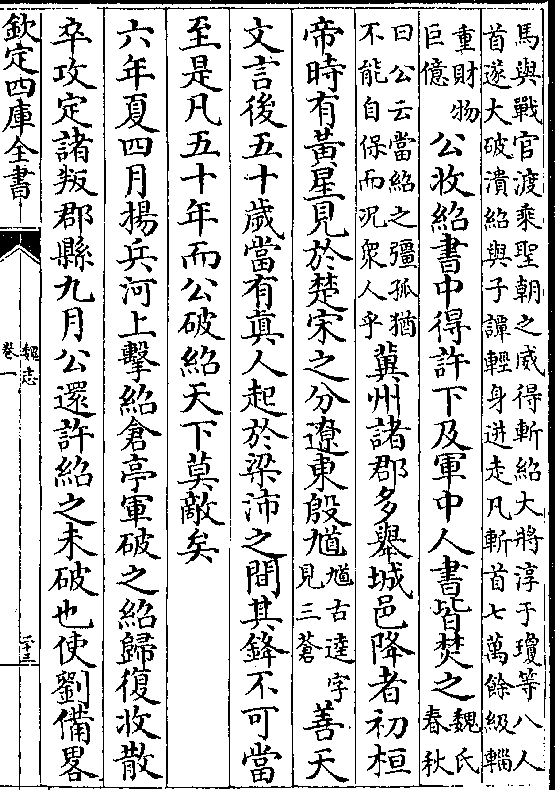 馬與戰官渡乘聖朝之威得斬紹大將淳于瓊等八人
首遂大破潰紹與子譚輕身迸走凡斬首七萬餘級輜
重財物
巨億
公收紹書中得許下及軍中人書皆焚之
魏氏
春秋
曰公云當紹之彊孤猶
不能自保而况衆人乎
冀州諸郡多舉城邑降者初桓
帝時有黃星見於楚宋之分遼東殷馗
馗古逵字
見三蒼
善天
文言後五十歲當有真人起於梁沛之間其鋒不可當
至是凡五十年而公破紹天下莫敵矣
六年夏四月揚兵河上擊紹倉亭軍破之紹歸復收散
卒攻定諸叛郡縣九月公還許紹之未破也使劉備畧
欽定四庫全書
魏志
卷一
二十三